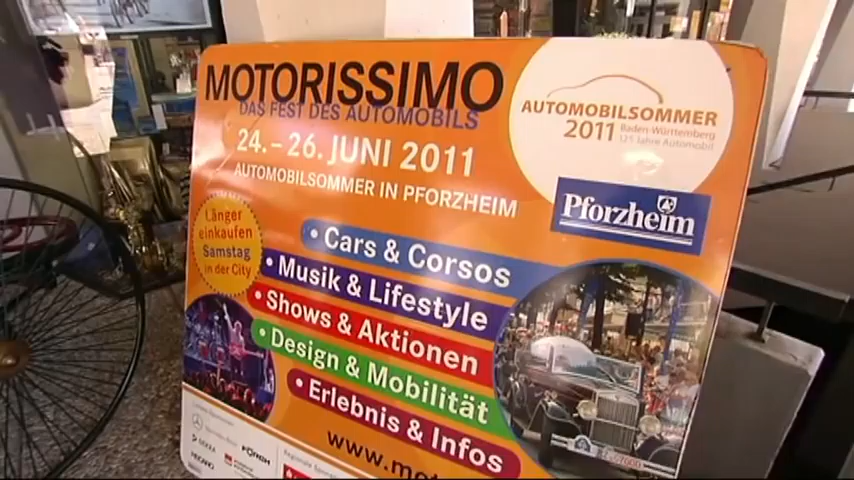 MOTORISSIMO
DAS FEST DES AUTOMOBILS
24. – 26. JUNI 2011
AUTOMOBILSOMMER IN PFORZHEIM
AUTOMOBILSOMMER
2011 Baden-Württemberg
125 Jahre Automobil
Pforzheim
Länger
einkaufen
Samstag
in der City
• Cars & Corsos
• Musik & Lifestyle
• Shows & Aktionen
• Design & Mobilität
• Erlebnis & Infos
www.mot